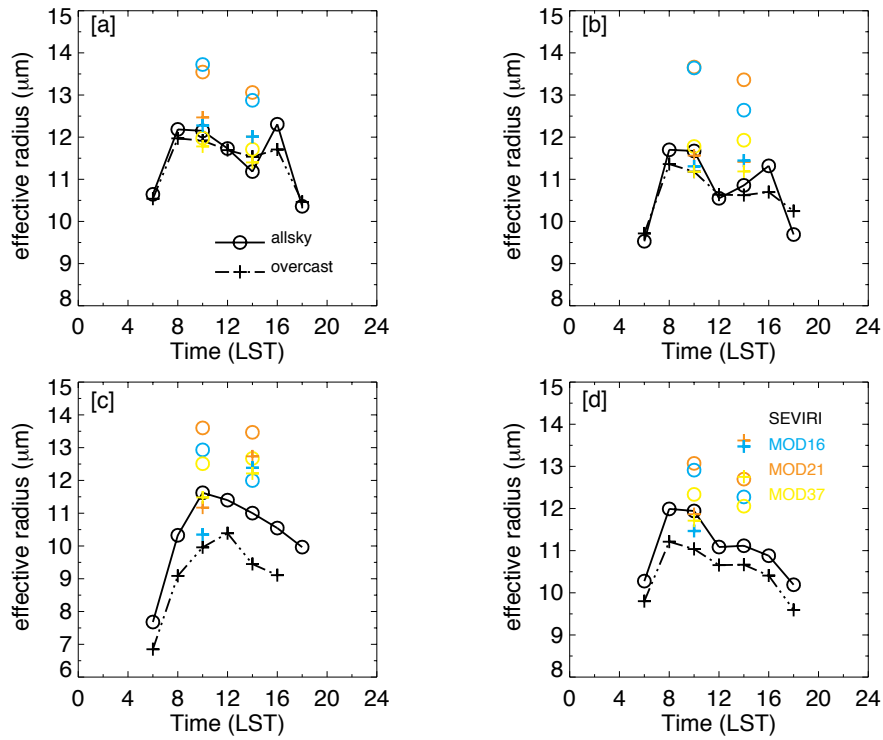 [a]
effective radius (μm)
15
14
13
12
11
10
9
8
allsky
overcast
0 4 8 12 16 20 24
Time (LST)
[b]
effective radius (μm)
15
14
13
12
11
10
9
8
0 4 8 12 16 20 24
Time (LST)
[c]
effective radius (μm)
15
14
13
12
11
10
9
8
7
6
0 4 8 12 16 20 24
Time (LST)
[d]
effective radius (μm)
15
14
13
12
11
10
9
8
SEVIRI
MOD16
MOD21
MOD37
0 4 8 12 16 20 24
Time (LST)